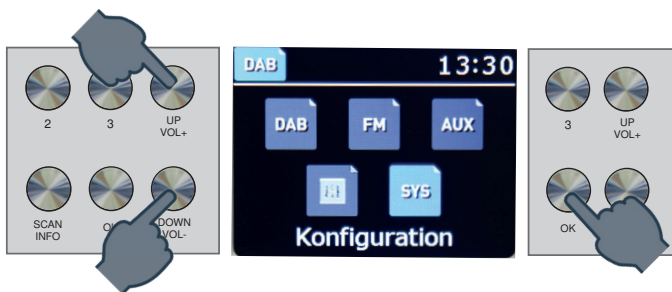 2
3
UP
VOL+
SCAN
INFO
DOWN
VOL-
DAB
13:30
DAB
FM
AUX
SYS
Konfiguration
3
UP
VOL+
OK